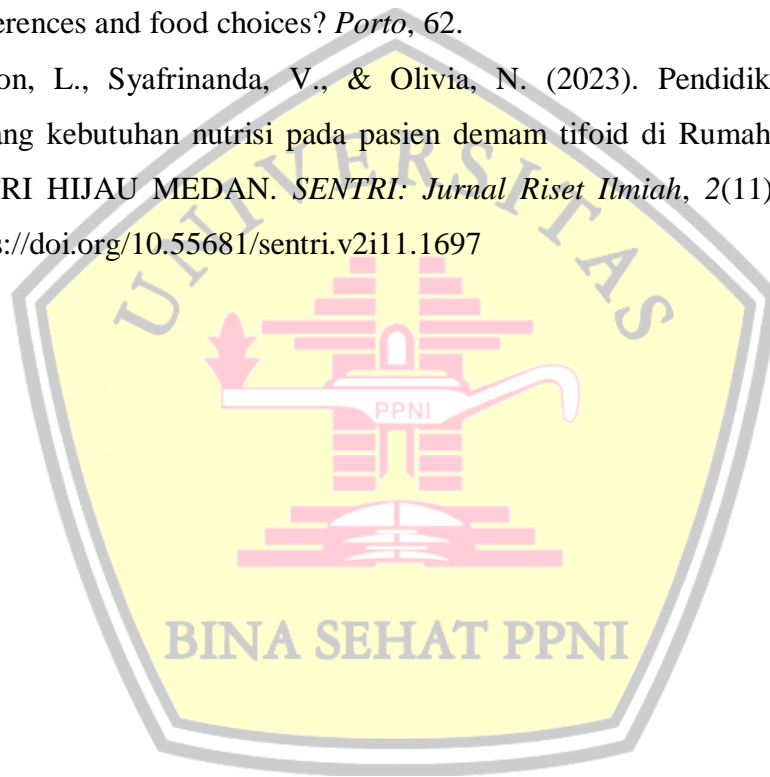 erences and food choices? Porto, 62.
on, L., Syafrinanda, V., & Olivia, N. (2023). Pendidik
ang kebutuhan nutrisi pada pasien demam tifoid di Rumah
RI HIJAU MEDAN. SENTRI: Jurnal Riset Ilmiah, 2(11)
s://doi.org/10.55681/sentri.v2i11.1697
UNIVERSITAS
PPNI
BINA SEHAT PPNI